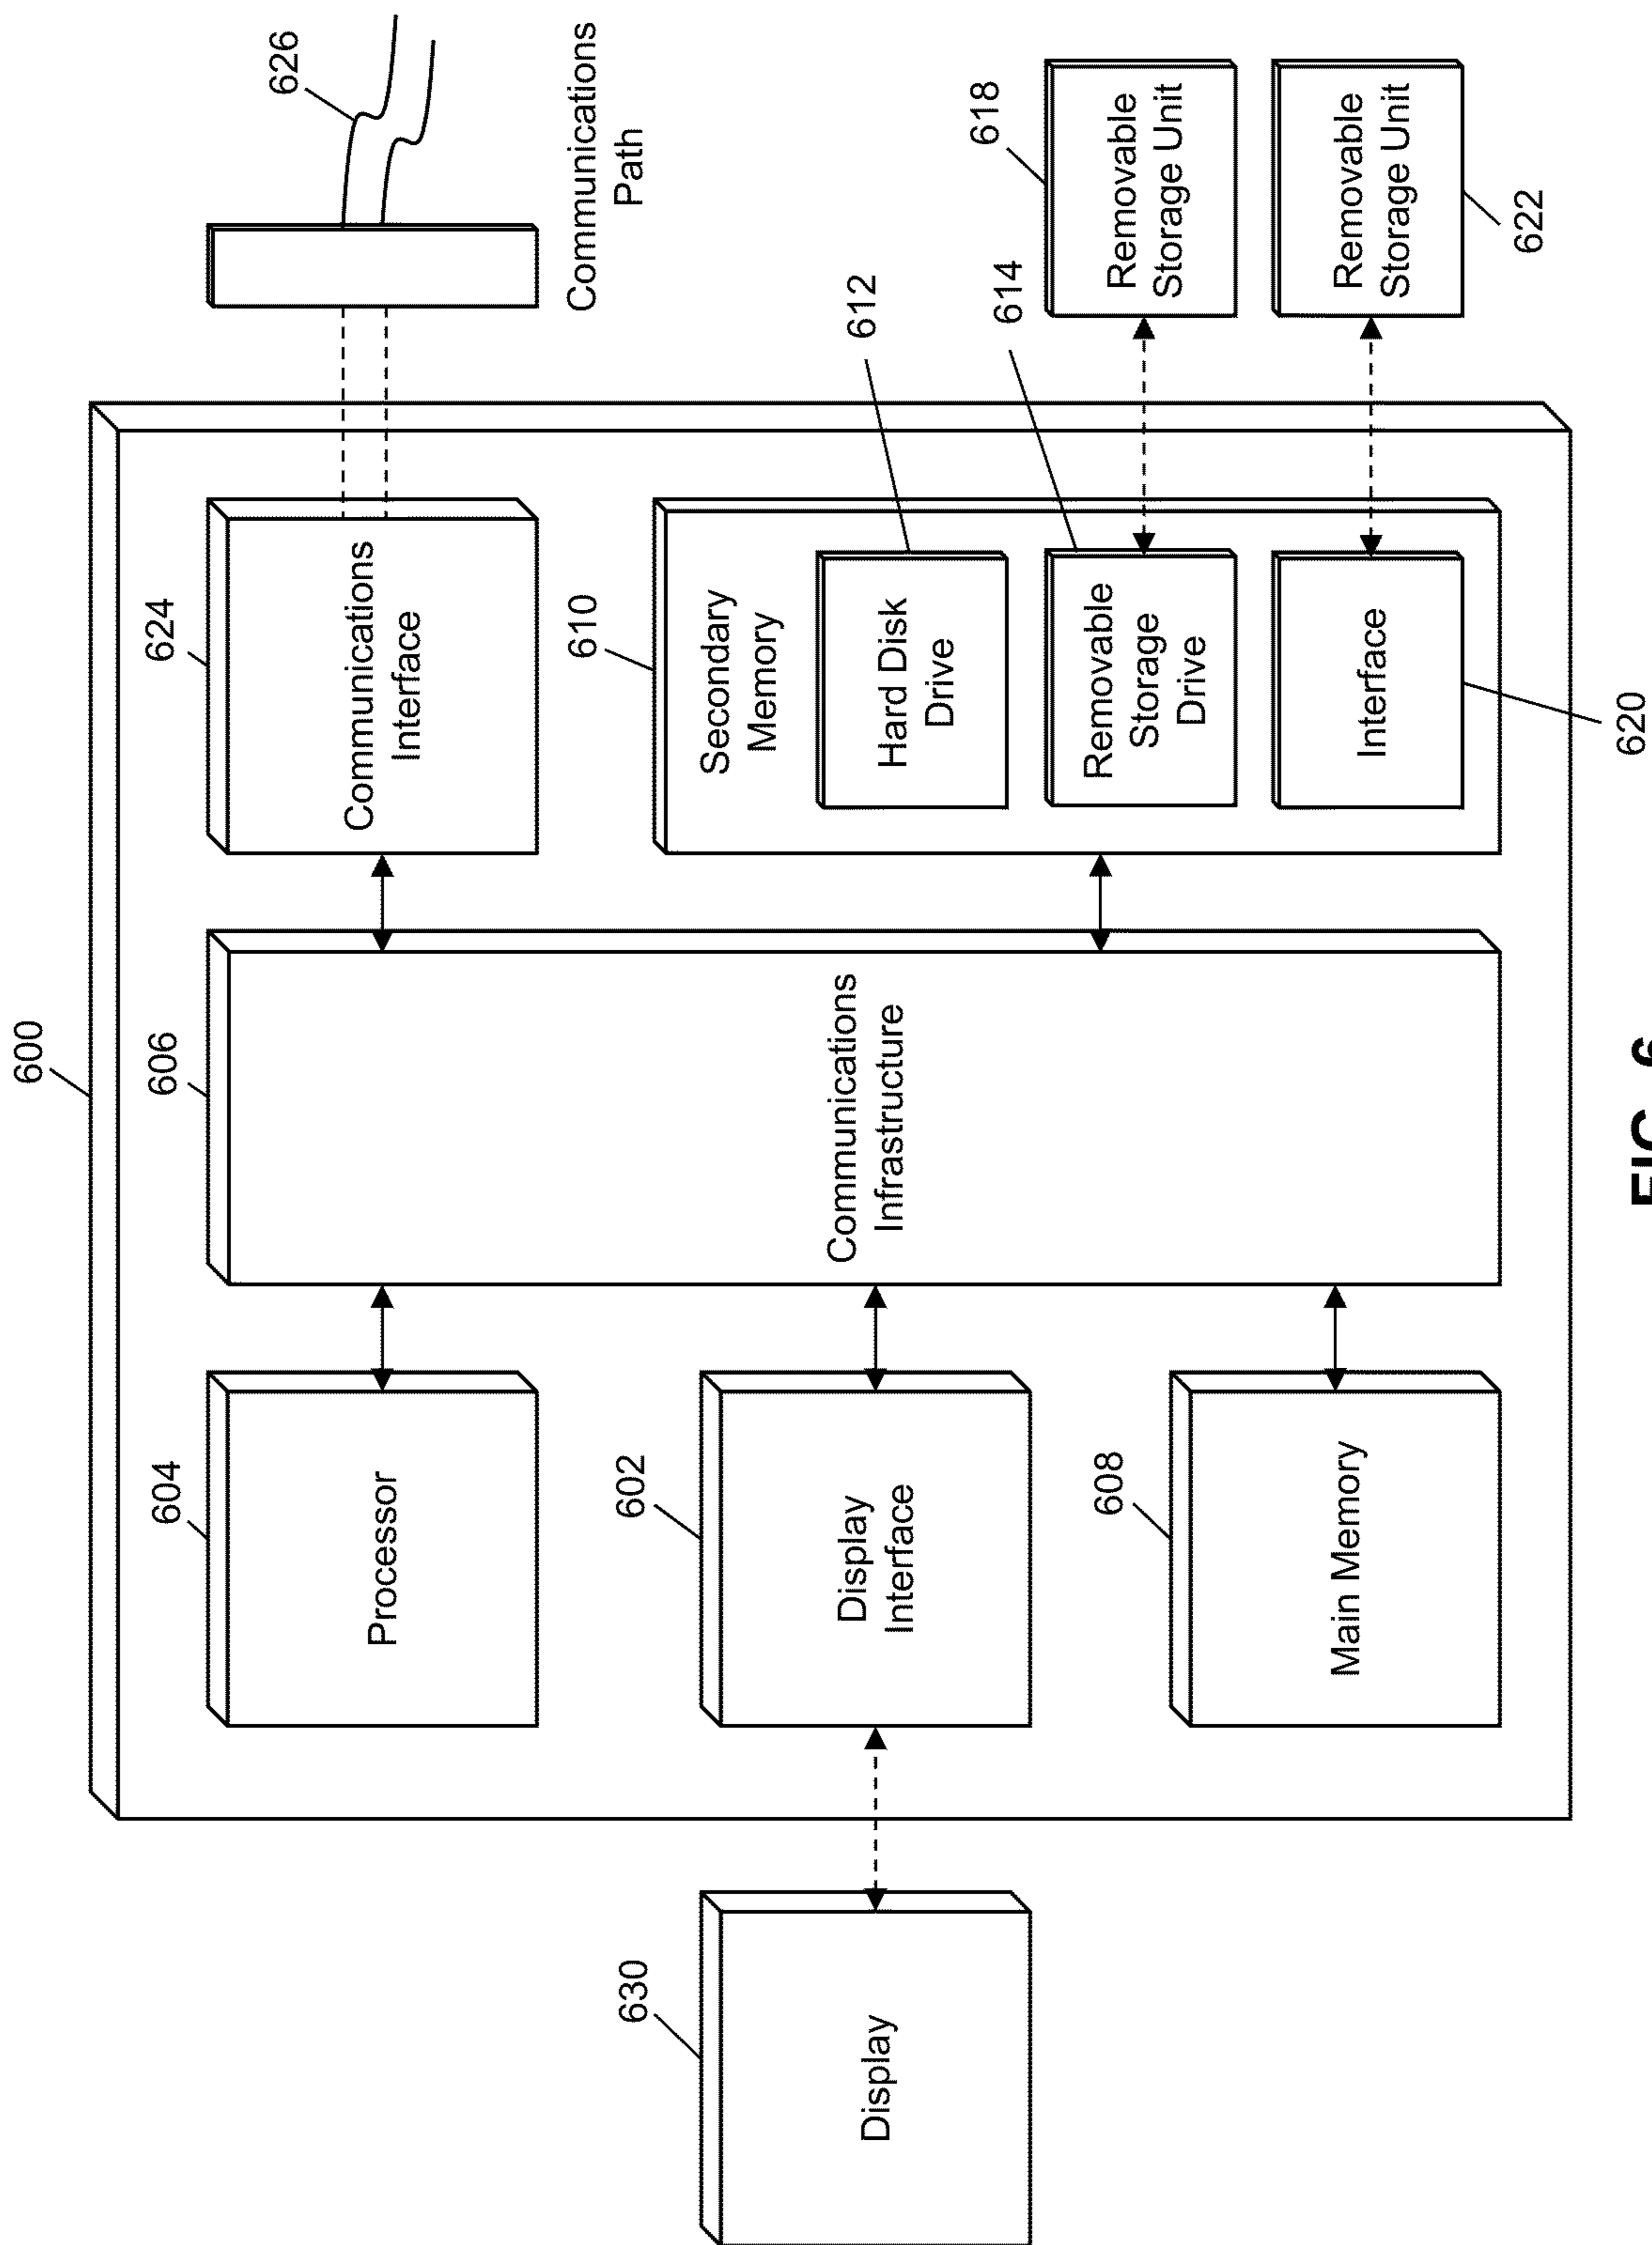 600
604
Processor
606
Communications
Infrastructure
624
Communications
Interface
626
Communications
Path
630
Display
602
Display
Interface
608
Main Memory
610
Secondary
Memory
612
Hard Disk
Drive
614
Removable
Storage
Drive
618
Removable
Storage Unit
Interface
620
Removable
Storage Unit
622
FIG. 6